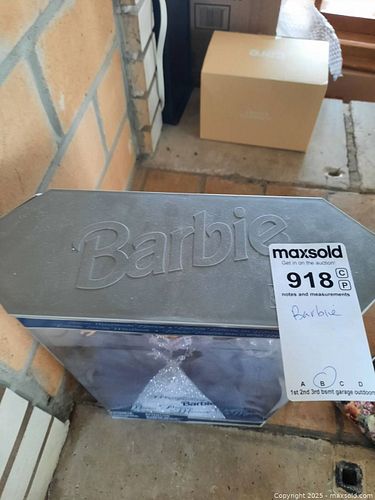 Barbie
maxsold
Get in on the auction!
918 C P
notes and measurements
Barbie
A B C D
1st 2nd 3rd bsmt garage outdoor
Barbie
Copyright 2025 - maxsold.com